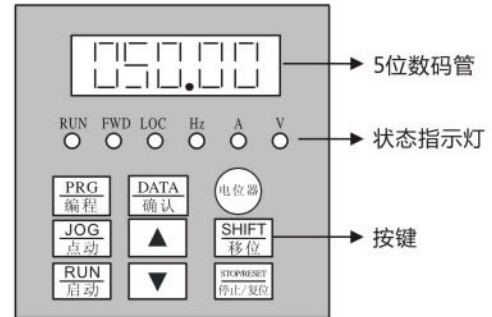 050.00
5位数码管
RUN FWD LOC Hz A V
状态指示灯
PRG
编程
DATA
确认
电位器
JOG
点动
▲
SHIFT
移位
按键
RUN
启动
▼
STOP/RESET
停止/复位